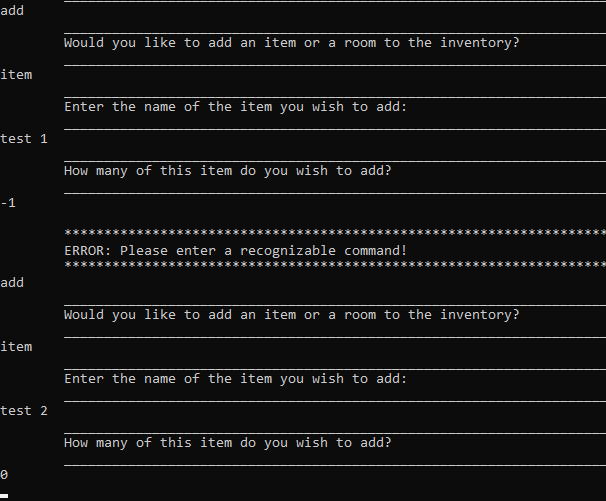 add
Would you like to add an item or a room to the inventory?
item
Enter the name of the item you wish to add:
test 1
How many of this item do you wish to add?
-1
*********************************************************************
ERROR: Please enter a recognizable command!
*********************************************************************
add
Would you like to add an item or a room to the inventory?
item
Enter the name of the item you wish to add:
test 2
How many of this item do you wish to add?
0